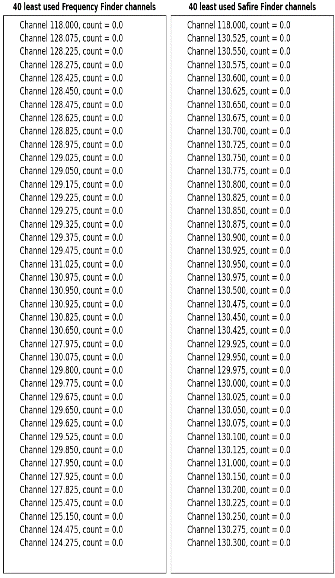 40 least used Frequency Finder channels
Channel 118.000, count = 0.0
Channel 128.075, count = 0.0
Channel 128.225, count = 0.0
Channel 128.275, count = 0.0
Channel 128.425, count = 0.0
Channel 128.450, count = 0.0
Channel 128.475, count = 0.0
Channel 128.625, count = 0.0
Channel 128.825, count = 0.0
Channel 128.975, count = 0.0
Channel 129.025, count = 0.0
Channel 129.050, count = 0.0
Channel 129.175, count = 0.0
Channel 129.225, count = 0.0
Channel 129.275, count = 0.0
Channel 129.325, count = 0.0
Channel 129.375, count = 0.0
Channel 129.475, count = 0.0
Channel 131.025, count = 0.0
Channel 130.975, count = 0.0
Channel 130.950, count = 0.0
Channel 130.925, count = 0.0
Channel 130.825, count = 0.0
Channel 130.650, count = 0.0
Channel 127.975, count = 0.0
Channel 130.075, count = 0.0
Channel 129.800, count = 0.0
Channel 129.775, count = 0.0
Channel 129.675, count = 0.0
Channel 129.650, count = 0.0
Channel 129.625, count = 0.0
Channel 129.525, count = 0.0
Channel 129.850, count = 0.0
Channel 127.950, count = 0.0
Channel 127.925, count = 0.0
Channel 127.825, count = 0.0
Channel 125.475, count = 0.0
Channel 125.150, count = 0.0
Channel 124.475, count = 0.0
Channel 124.275, count = 0.0
40 least used Safire Finder channels
Channel 118.000, count = 0.0
Channel 130.525, count = 0.0
Channel 130.550, count = 0.0
Channel 130.575, count = 0.0
Channel 130.600, count = 0.0
Channel 130.625, count = 0.0
Channel 130.650, count = 0.0
Channel 130.675, count = 0.0
Channel 130.700, count = 0.0
Channel 130.725, count = 0.0
Channel 130.750, count = 0.0
Channel 130.775, count = 0.0
Channel 130.800, count = 0.0
Channel 130.825, count = 0.0
Channel 130.850, count = 0.0
Channel 130.875, count = 0.0
Channel 130.900, count = 0.0
Channel 130.925, count = 0.0
Channel 130.950, count = 0.0
Channel 130.975, count = 0.0
Channel 130.500, count = 0.0
Channel 130.475, count = 0.0
Channel 130.450, count = 0.0
Channel 130.425, count = 0.0
Channel 129.925, count = 0.0
Channel 129.950, count = 0.0
Channel 129.975, count = 0.0
Channel 130.000, count = 0.0
Channel 130.025, count = 0.0
Channel 130.050, count = 0.0
Channel 130.075, count = 0.0
Channel 130.100, count = 0.0
Channel 130.125, count = 0.0
Channel 131.000, count = 0.0
Channel 130.150, count = 0.0
Channel 130.200, count = 0.0
Channel 130.225, count = 0.0
Channel 130.250, count = 0.0
Channel 130.275, count = 0.0
Channel 130.300, count = 0.0